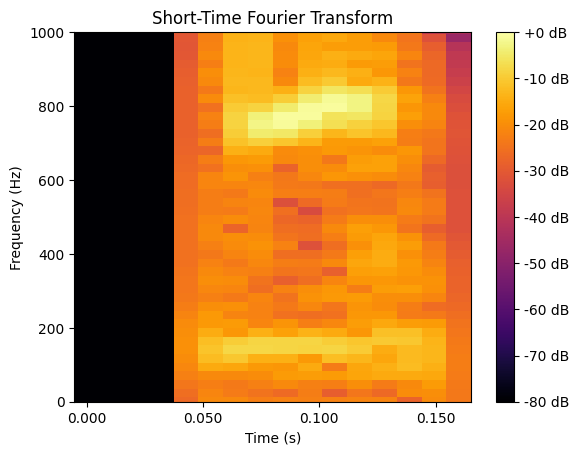 Short-Time Fourier Transform
1000
800
600
400
200
0
Frequency (Hz)
0.000
0.050
0.100
0.150
Time (s)
+0 dB
-10 dB
-20 dB
-30 dB
-40 dB
-50 dB
-60 dB
-70 dB
-80 dB